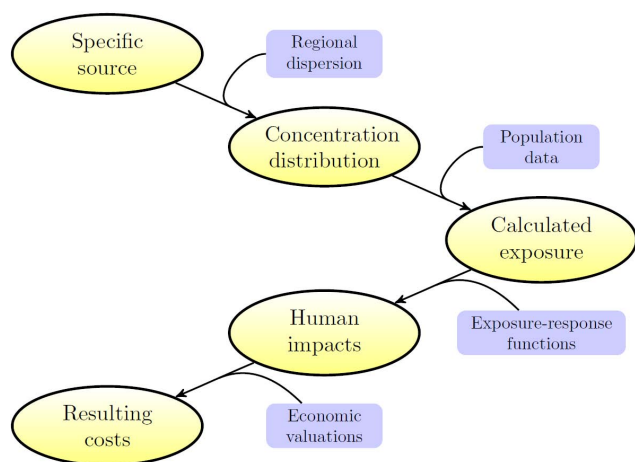 Specific
source
Regional
dispersion
Concentration
distribution
Population
data
Calculated
exposure
Exposure-response
functions
Human
impacts
Economic
valuations
Resulting
costs